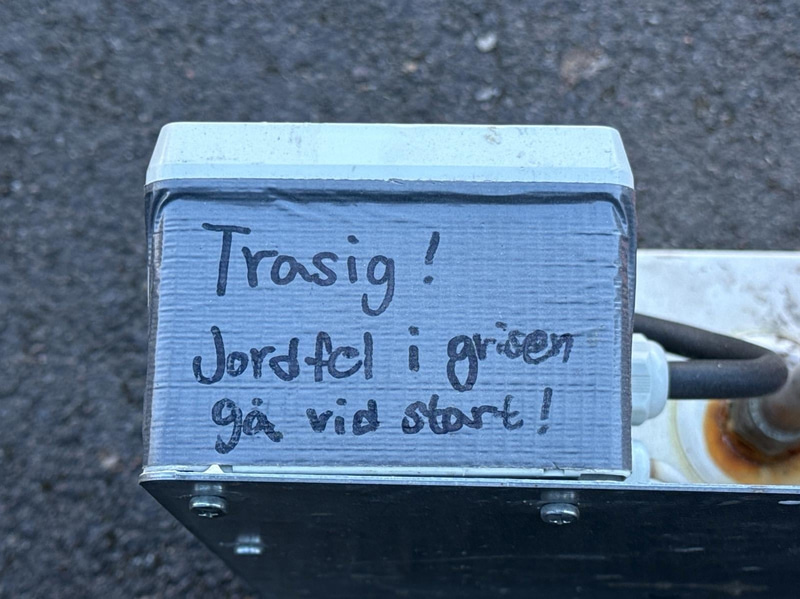 Trasig!
Jordfel i grisen
gå vid start!